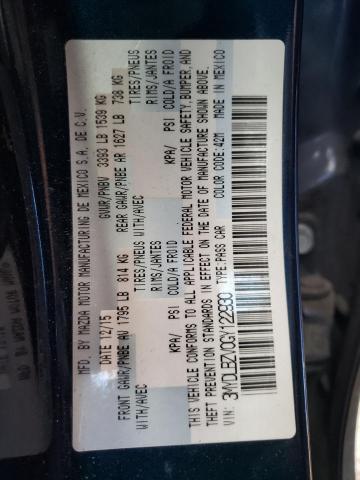 MFD. BY MAZDA MOTOR MANUFACTURING DE MEXICO S.A. DE C.V.
DATE 12/15 GVWR/PNBV 3393 LB 1539 KG
FRONT GAWR/PNBE AV 1795 LB 814 KG REAR GAWR/PNBE AR 1627 LB 738 KG
WITH/AVEC TIRES/PNEUS WITH/AVEC TIRES/PNEUS
RIMS/JANTES RIMS/JANTES
KPA/ PSI COLD/A FROID KPA/ PSI COLD/A FROID
THIS VEHICLE CONFORMS TO ALL APPLICABLE FEDERAL MOTOR VEHICLE SAFETY, BUMPER, AND
THEFT PREVENTION STANDARDS IN EFFECT ON THE DATE OF MANUFACTURE SHOWN ABOVE.
VIN: TYPE:PASS CAR COLOR CODE:42M MADE IN MEXICO